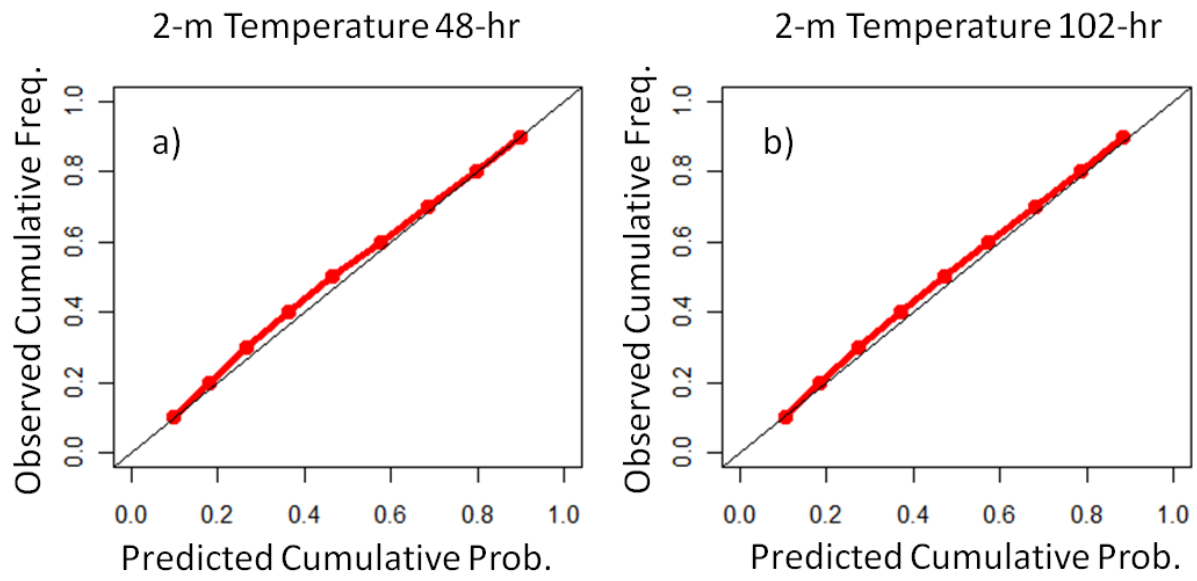 2-m Temperature 48-hr
Observed Cumulative Freq.
1.0
0.8
0.6
0.4
0.2
0.0
a)
0.0 0.2 0.4 0.6 0.8 1.0
Predicted Cumulative Prob.
2-m Temperature 102-hr
Observed Cumulative Freq.
1.0
0.8
0.6
0.4
0.2
0.0
b)
0.0 0.2 0.4 0.6 0.8 1.0
Predicted Cumulative Prob.